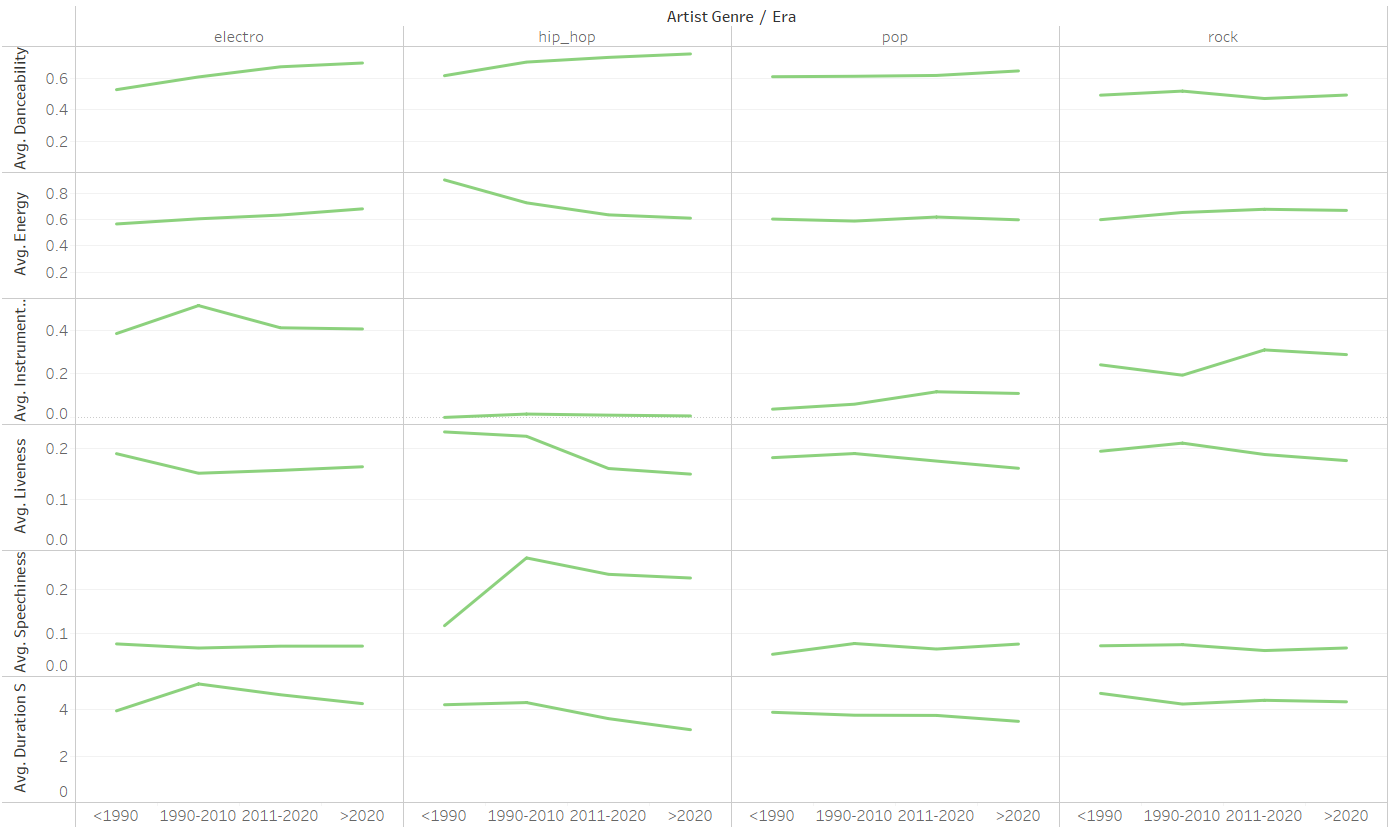 Artist Genre / Era
electro hip_hop pop rock
Avg. Danceability
0.6
0.4
0.2
Avg. Energy
0.8
0.6
0.4
0.2
Avg. Instrument..
0.4
0.2
0.0
Avg. Liveness
0.2
0.1
0.0
Avg. Speechiness
0.2
0.1
0.0
Avg. Duration S
4
2
0
<1990 1990-2010 2011-2020 >2020 <1990 1990-2010 2011-2020 >2020 <1990 1990-2010 2011-2020 >2020 <1990 1990-2010 2011-2020 >2020